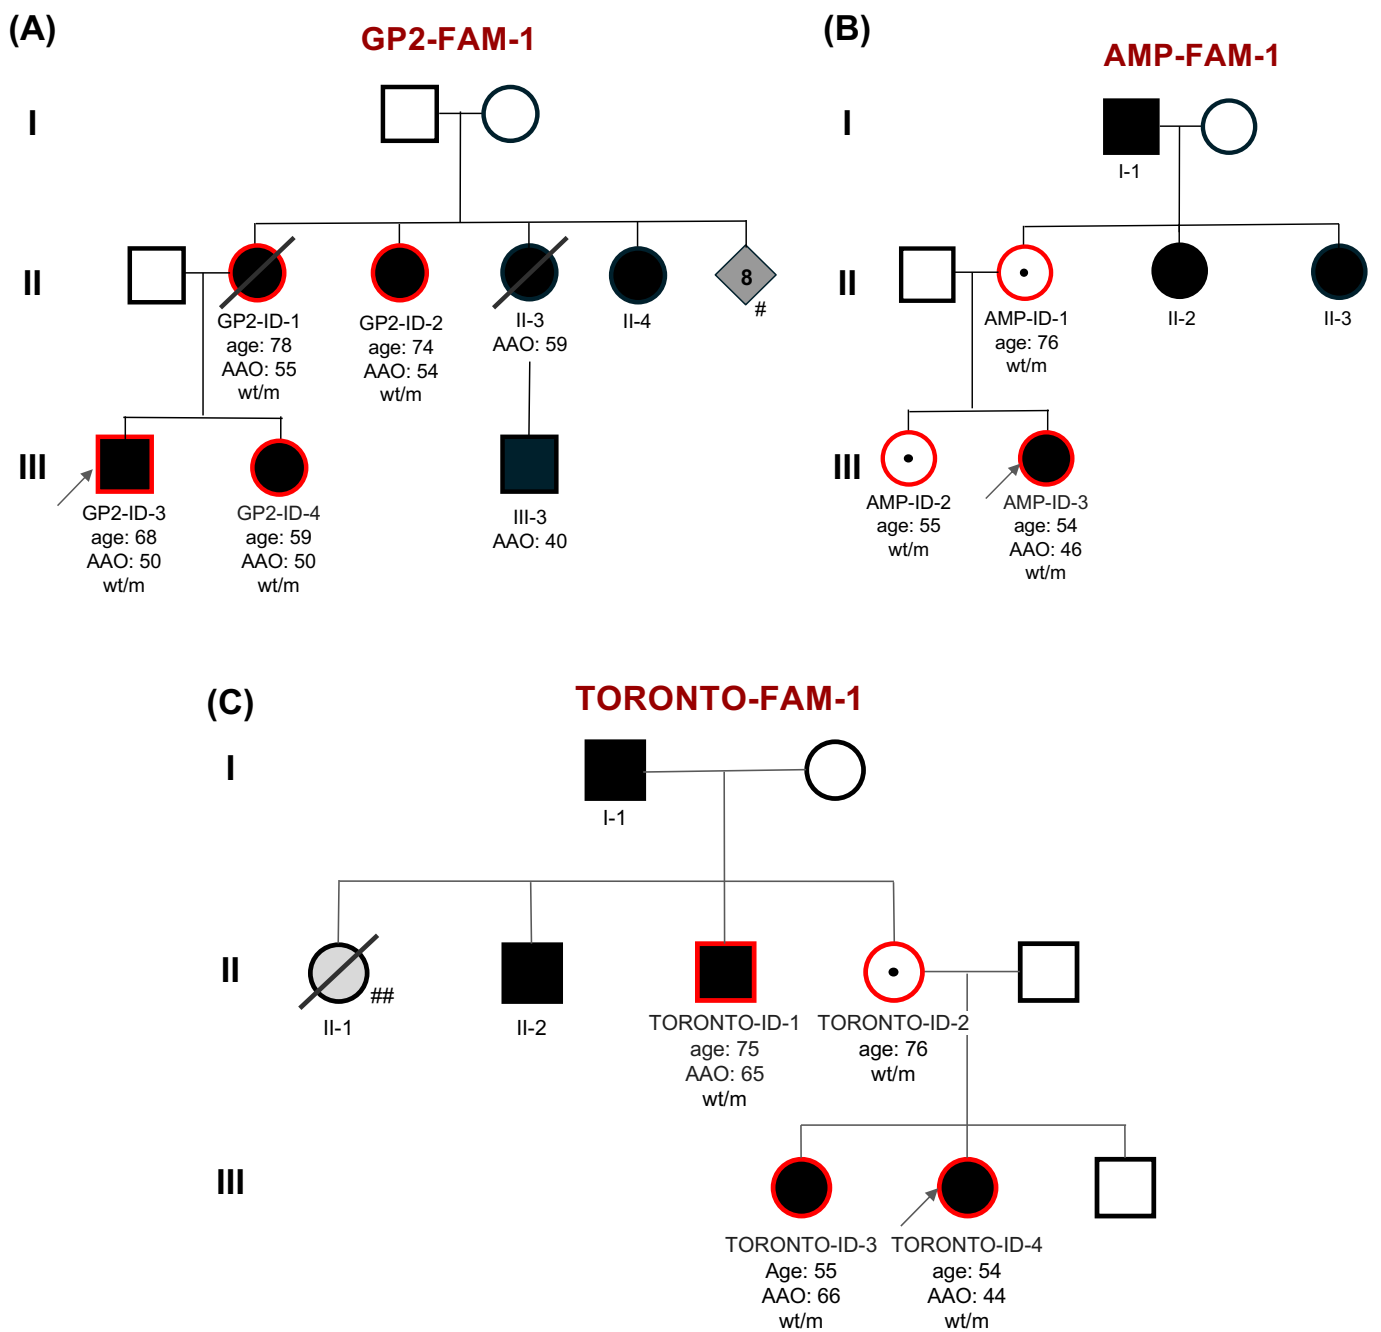 (A)
GP2-FAM-1
(B)
AMP-FAM-1
I
I
I-1
II
8
#
GP2-ID-1
age: 78
AAO: 55
wt/m
GP2-ID-2
age: 74
AAO: 54
wt/m
II-3
AAO: 59
II-4
II
AMP-ID-1
age: 76
wt/m
II-2
II-3
III
GP2-ID-3
age: 68
AAO: 50
wt/m
GP2-ID-4
age: 59
AAO: 50
wt/m
III-3
AAO: 40
III
AMP-ID-2
age: 55
wt/m
AMP-ID-3
age: 54
AAO: 46
wt/m
(C)
TORONTO-FAM-1
I
I-1
II
##
II-1
II-2
TORONTO-ID-1
age: 75
AAO: 65
wt/m
TORONTO-ID-2
age: 76
wt/m
III
TORONTO-ID-3
Age: 55
AAO: 66
wt/m
TORONTO-ID-4
age: 54
AAO: 44
wt/m